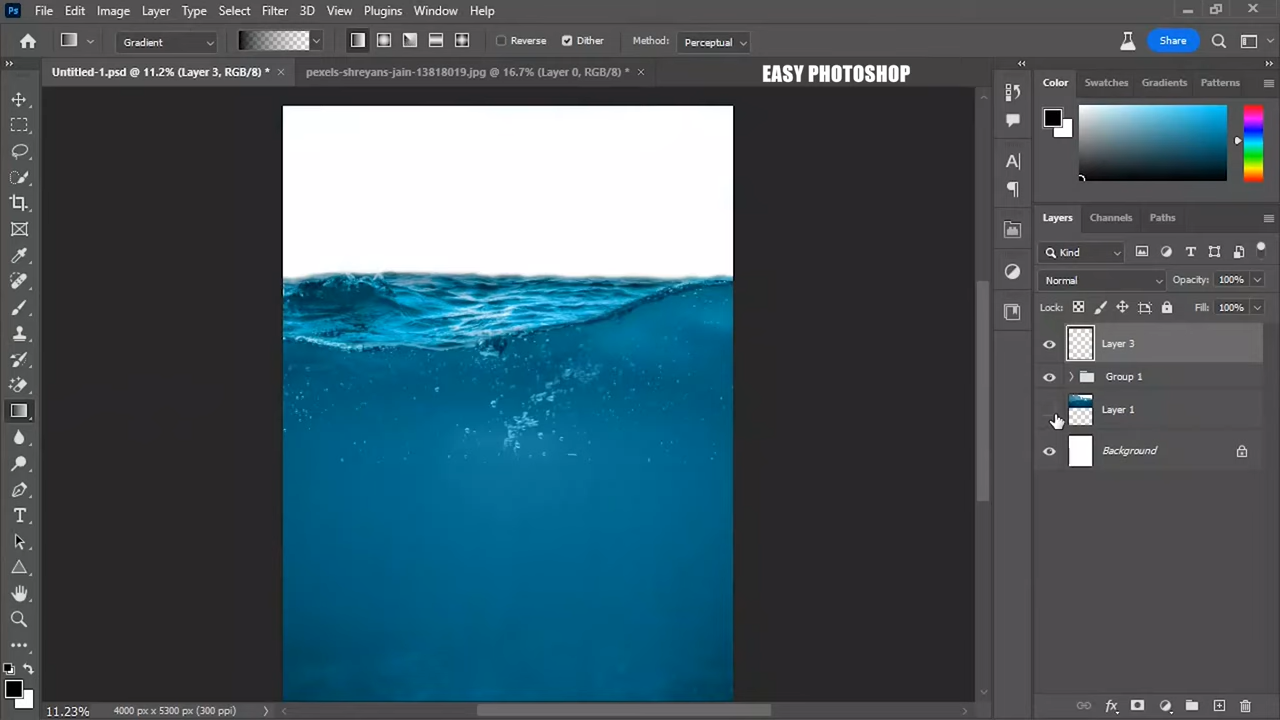 Ps File Edit Image Layer Type Select Filter 3D View Plugins Window Help
Gradient Reverse Dither Method: Perceptual Share
Untitled-1.psd @ 11.2% (Layer 3, RGB/8) * × pexels-shreyans-jain-13818019.jpg @ 16.7% (Layer 0, RGB/8) * × EASY PHOTOSHOP
Color Swatches Gradients Patterns
Layers Channels Paths
Kind
Normal Opacity: 100%
Lock: Fill: 100%
Layer 3
Group 1
Layer 1
Background
11.23% 4000 px x 5300 px (300 ppi)